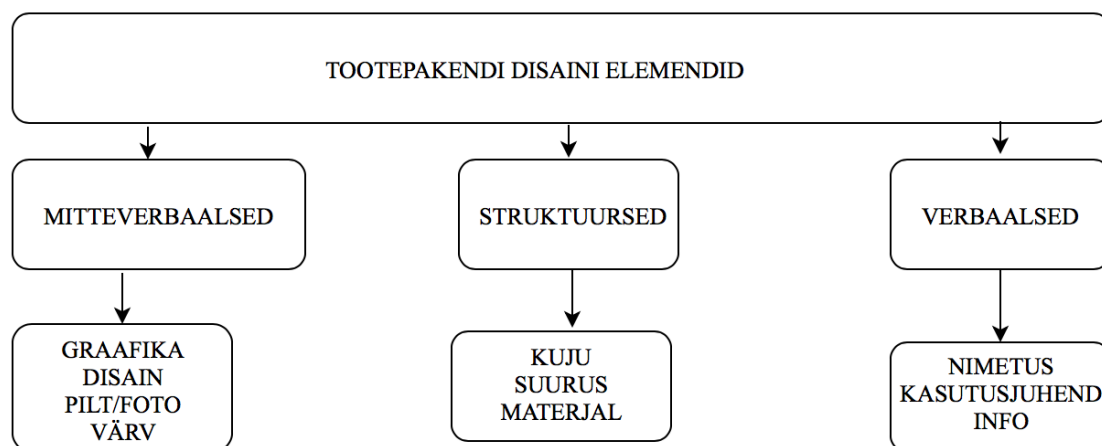 TOOTEPAKENDI DISAINI ELEMENDID
MITTEVERBAALSED
STRUKTUURSED
VERBAALSED
GRAAFIKA
DISAIN
PILT/FOTO
VÄRV
KUJU
SUURUS
MATERJAL
NIMETUS
KASUTUSJUHEND
INFO